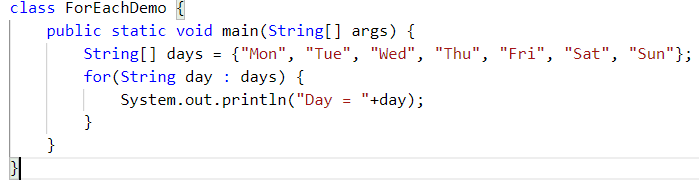 class ForEachDemo {
    public static void main(String[] args) {
        String[] days = {"Mon", "Tue", "Wed", "Thu", "Fri", "Sat", "Sun"};
        for(String day : days) {
            System.out.println("Day = "+day);
        }
    }
}